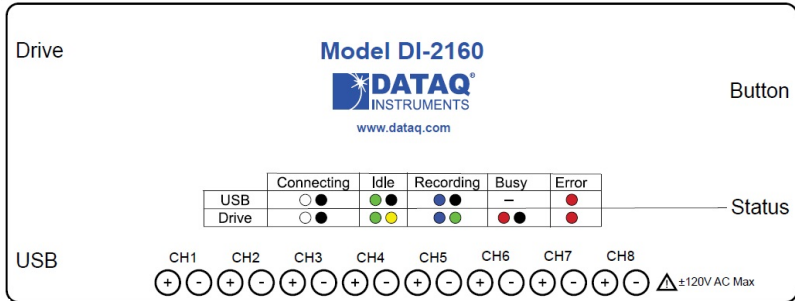 Drive
Model DI-2160
DATAQ®
INSTRUMENTS
Button
www.dataq.com
Connecting Idle Recording Busy Error
USB –
Drive
Status
USB
CH1 CH2 CH3 CH4 CH5 CH6 CH7 CH8
+ - + - + - + - + - + - + - + - ±120V AC Max